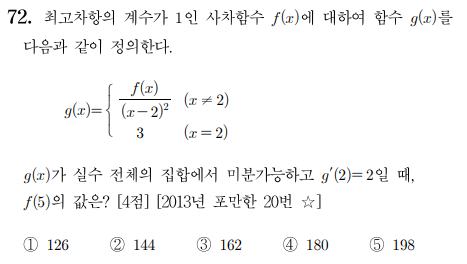 72. 최고차항의 계수가 1인 사차함수 f(x)에 대하여 함수 g(x)를
다음과 같이 정의한다.
g(x)={ f(x)/(x-2)² (x≠2)
3 (x=2)
g(x)가 실수 전체의 집합에서 미분가능하고 g′(2)=2일 때,
f(5)의 값은? [4점] [2013년 포만한 20번 ☆]
① 126 ② 144 ③ 162 ④ 180 ⑤ 198